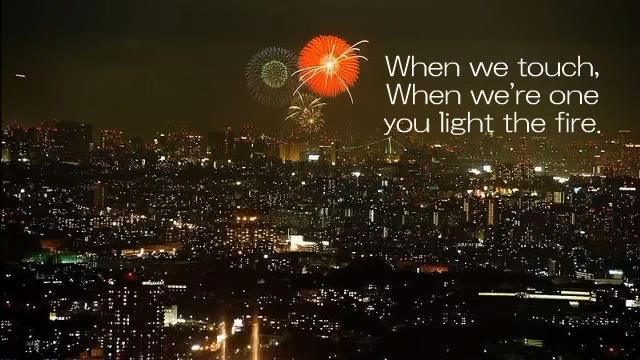 When we touch,
When we're one
you light the fire.